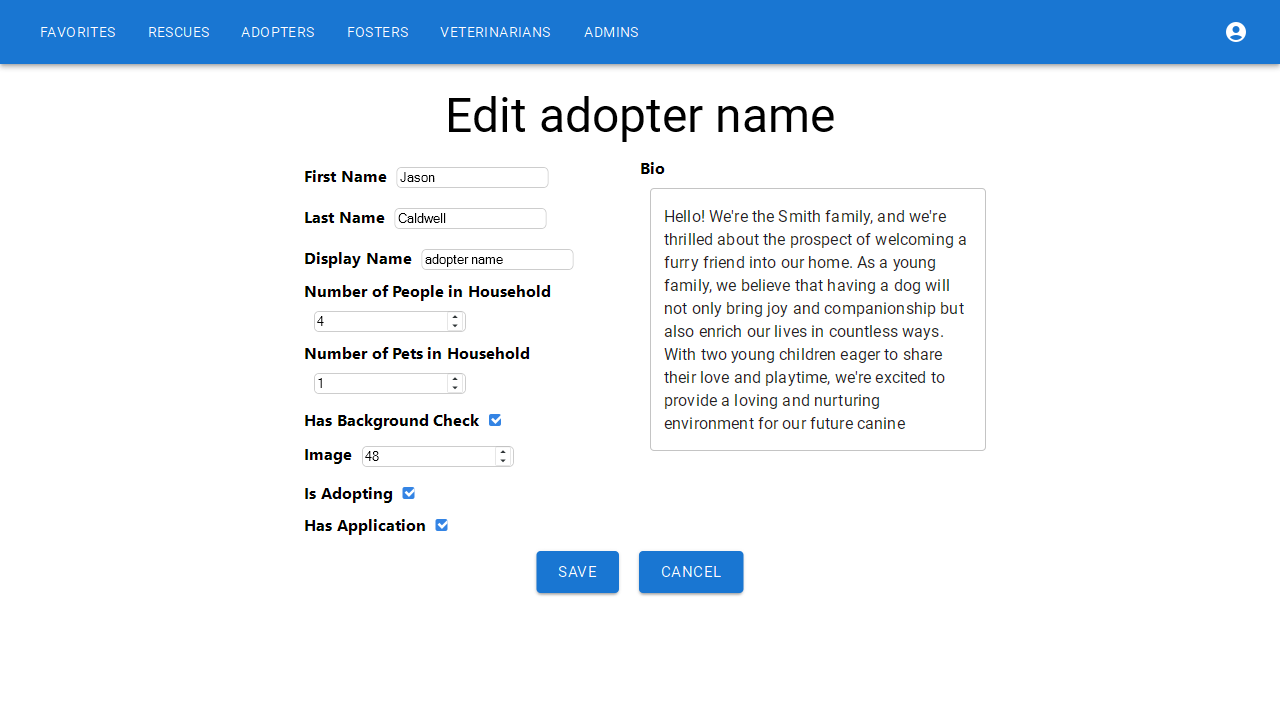 FAVORITES RESCUES ADOPTERS FOSTERS VETERINARIANS ADMINS
Edit adopter name
First Name Jason
Last Name Caldwell
Display Name adopter name
Number of People in Household
4
Number of Pets in Household
1
Has Background Check
Image 48
Is Adopting
Has Application
Bio
Hello! We're the Smith family, and we're
thrilled about the prospect of welcoming a
furry friend into our home. As a young
family, we believe that having a dog will
not only bring joy and companionship but
also enrich our lives in countless ways.
With two young children eager to share
their love and playtime, we're excited to
provide a loving and nurturing
environment for our future canine
SAVE CANCEL